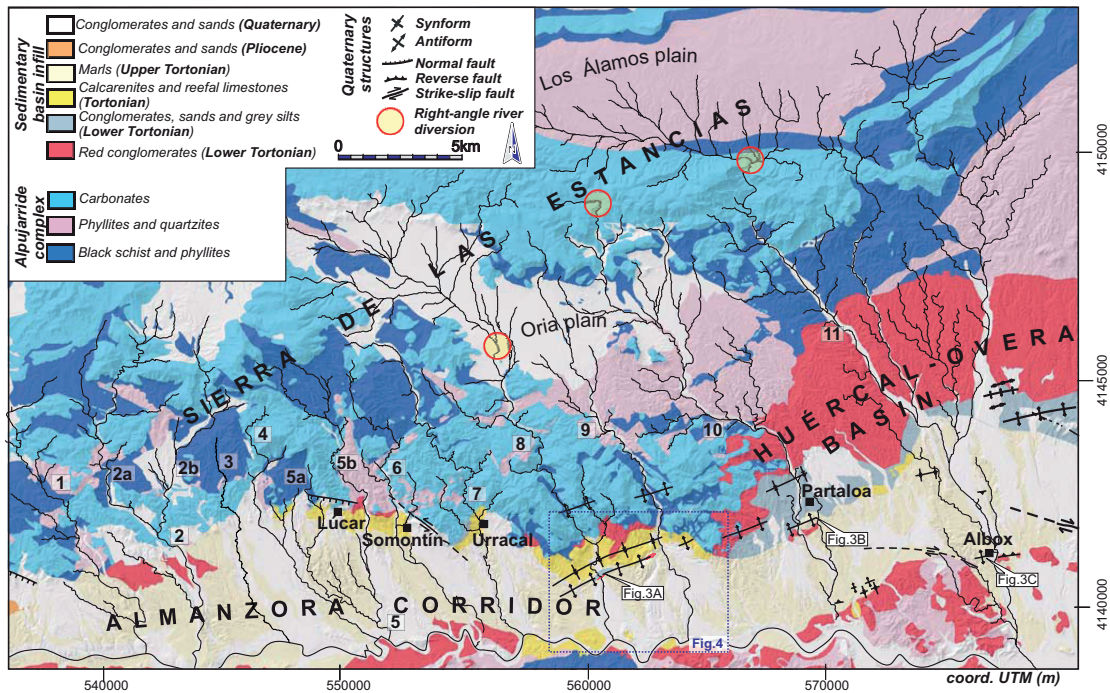 Sedimentary
basin infill
Conglomerates and sands (Quaternary)
Conglomerates and sands (Pliocene)
Marls (Upper Tortonian)
Calcarenites and reefal limestones
(Tortonian)
Conglomerates, sands and grey silts
(Lower Tortonian)
Red conglomerates (Lower Tortonian)
Alpujarride
complex
Carbonates
Phyllites and quartzites
Black schist and phyllites
Quaternary
structures
Synform
Antiform
Normal fault
Reverse fault
Strike-slip fault
Right-angle river
diversion
0
5km
N
Los Álamos plain
SIERRA DE LAS ESTANCIAS
Oria plain
HUÉRCAL-OVERA
BASIN
ALMANZORA CORRIDOR
1
2a
2b
2
3
4
5a
5b
5
6
7
8
9
10
11
Lúcar
Somontín
Urracal
Partaloa
Albox
Fig.3A
Fig.3B
Fig.3C
Fig.4
4150000
4145000
4140000
540000
550000
560000
570000
coord. UTM (m)